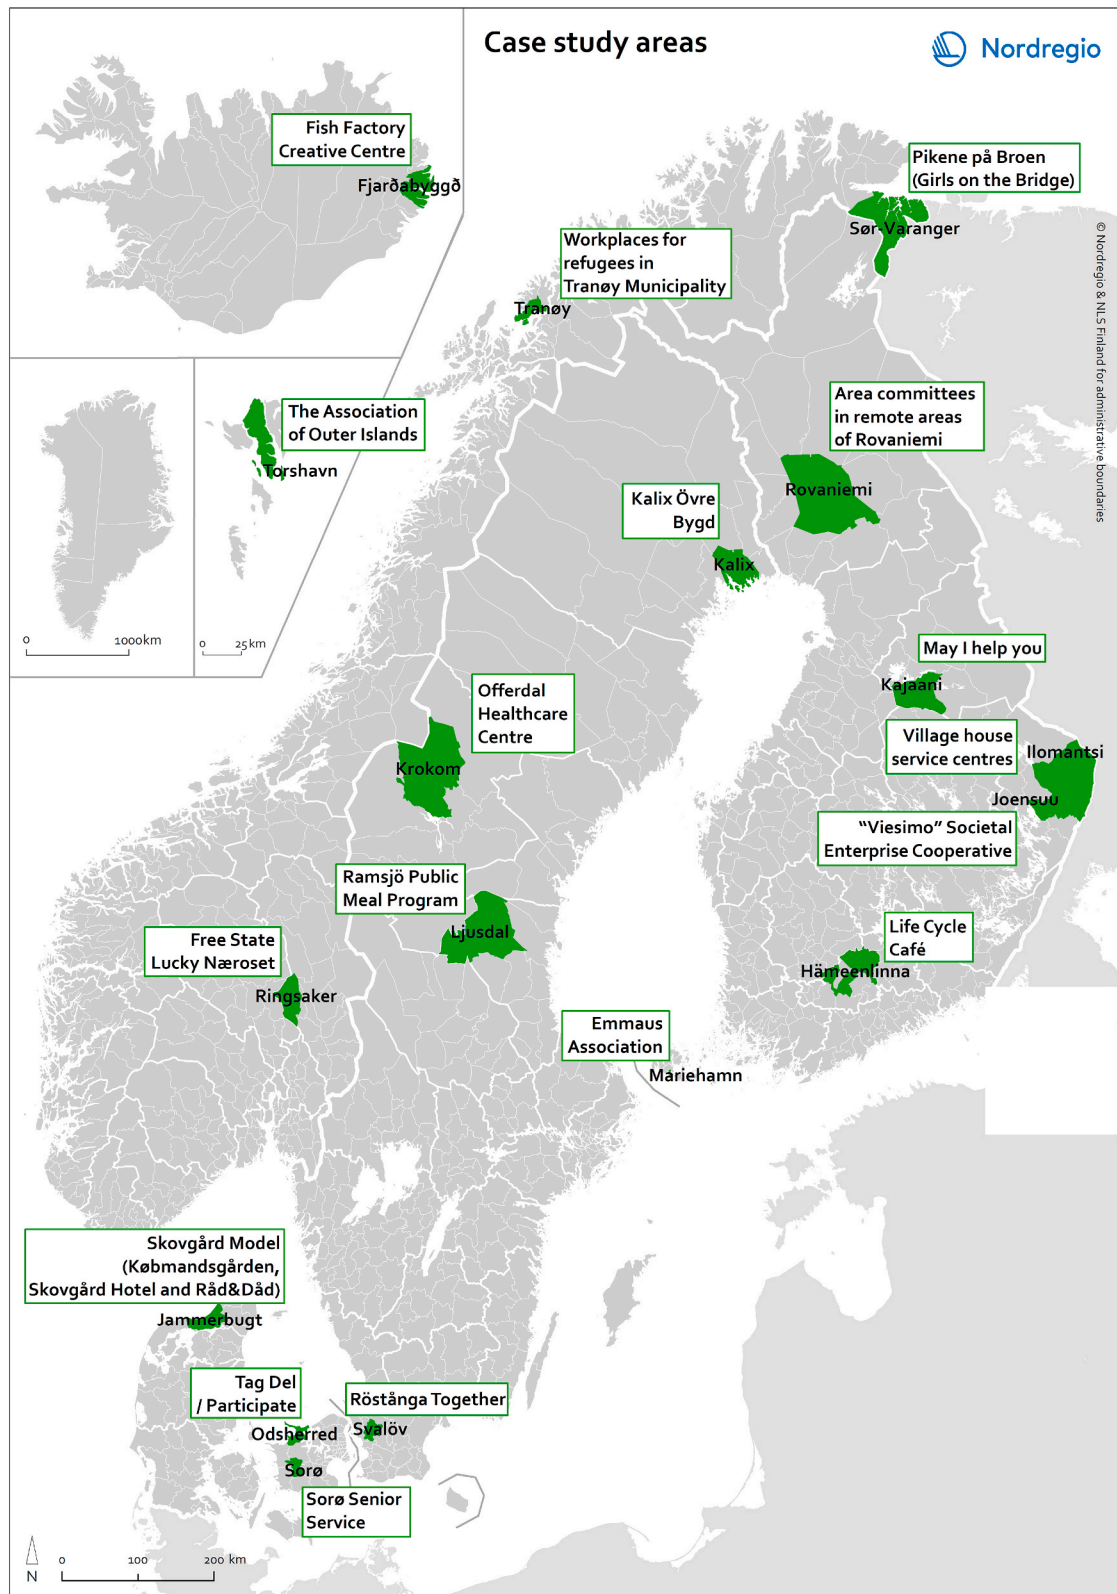 Case study areas
Nordregio
Fish Factory
Creative Centre
Fjarðabyggð
Pikene på Broen
(Girls on the Bridge)
Sør-Varanger
© Nordregio & NLS Finland for administrative boundaries
Workplaces for
refugees in
Tranøy Municipality
Tranøy
The Association
of Outer Islands
Torshavn
Area committees
in remote areas
of Rovaniemi
Rovaniemi
Kalix Övre
Bygd
Kalix
0 1000km
0 25km
May I help you
Kajaani
Offerdal
Healthcare
Centre
Krokom
Village house
service centres
Ilomantsi
Joensuu
"Viesimo" Societal
Enterprise Cooperative
Ramsjö Public
Meal Program
Ljusdal
Life Cycle
Café
Hämeenlinna
Free State
Lucky Næroset
Ringsaker
Emmaus
Association
Mariehamn
Skovgård Model
(Købmandsgården,
Skovgård Hotel and Råd&Dåd)
Jammerbugt
Tag Del
/ Participate
Odsherred
Röstånga Together
Svalöv
Sorø
Sorø Senior
Service
N
0 100 200 km